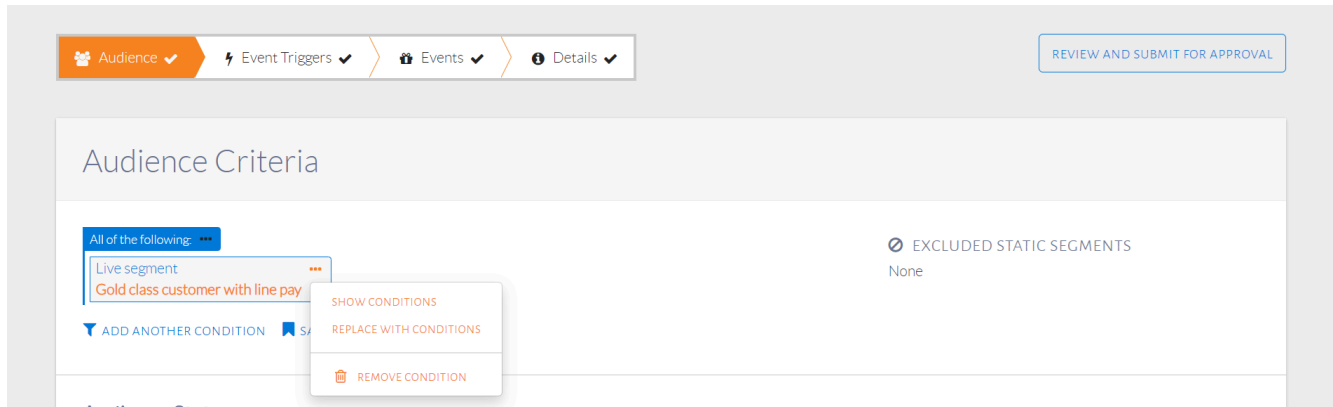 Audience
Event Triggers
Events
Details
REVIEW AND SUBMIT FOR APPROVAL
Audience Criteria
All of the following:
Live segment
Gold class customer with line pay
EXCLUDED STATIC SEGMENTS
None
SHOW CONDITIONS
REPLACE WITH CONDITIONS
REMOVE CONDITION
ADD ANOTHER CONDITION